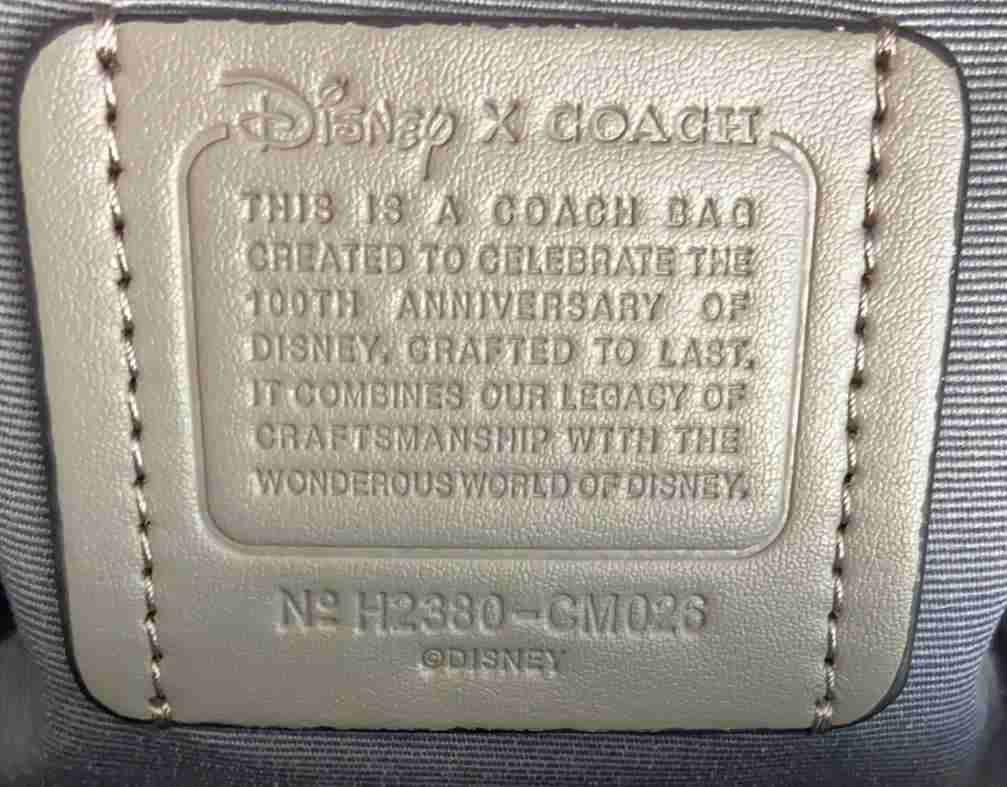 Disney X COACH
THIS IS A COACH BAG
CREATED TO CELEBRATE THE
100TH ANNIVERSARY OF
DISNEY. CRAFTED TO LAST,
IT COMBINES OUR LEGACY OF
CRAFTSMANSHIP WITH THE
WONDEROUS WORLD OF DISNEY.
Nº H2380-CM026
©DISNEY